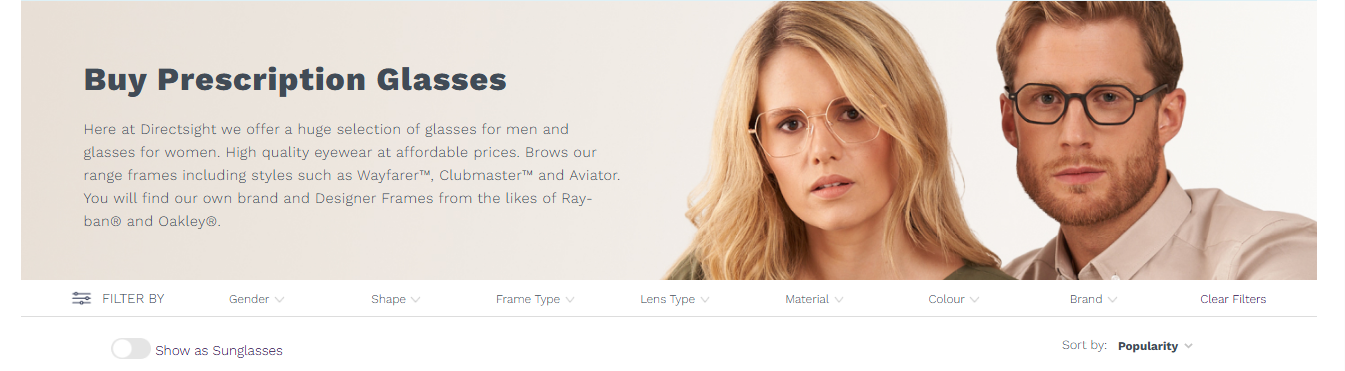 Buy Prescription Glasses
Here at Directsight we offer a huge selection of glasses for men and
glasses for women. High quality eyewear at affordable prices. Brows our
range frames including styles such as Wayfarer™, Clubmaster™ and Aviator.
You will find our own brand and Designer Frames from the likes of Ray-
ban® and Oakley®.
FILTER BY Gender Shape Frame Type Lens Type Material Colour Brand Clear Filters
Show as Sunglasses Sort by: Popularity